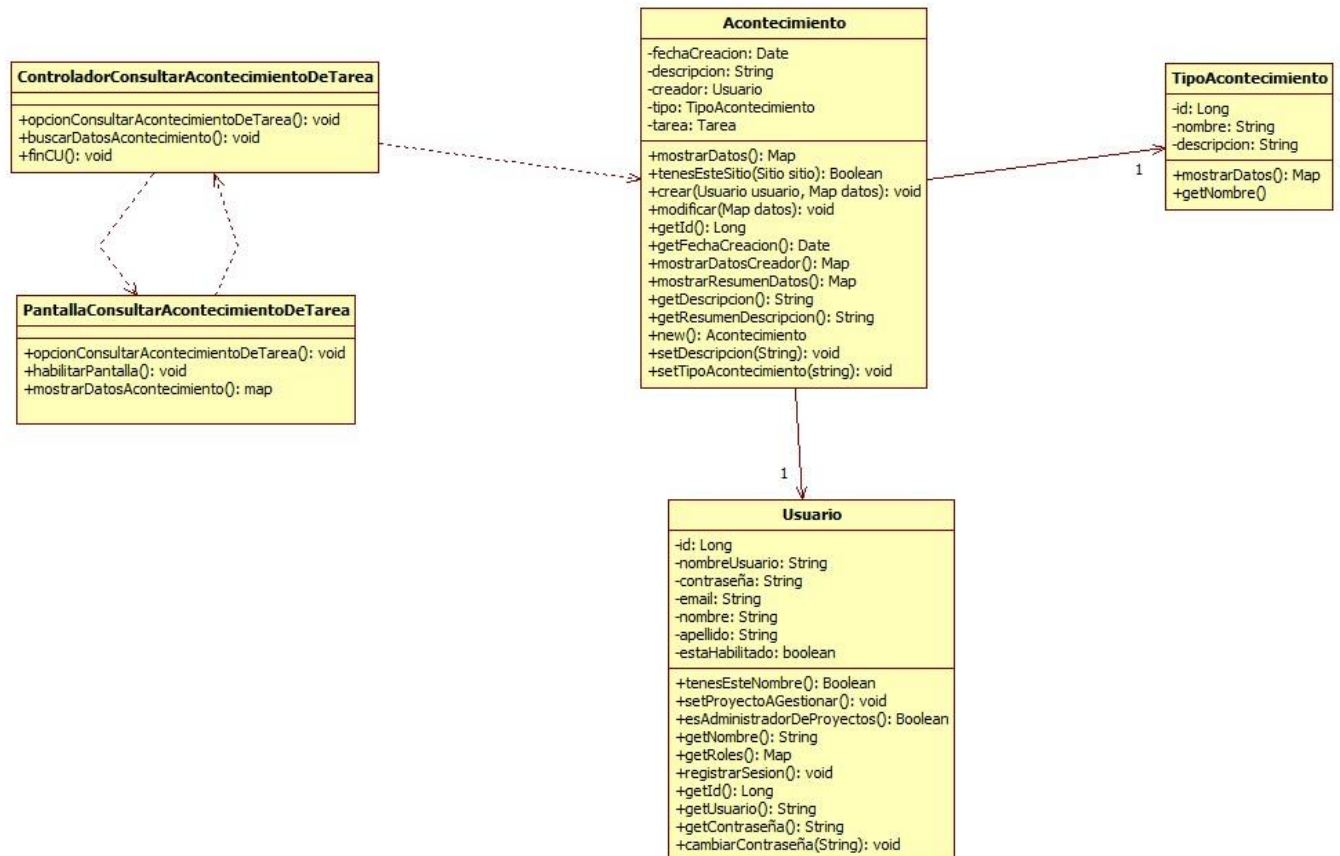 Acontecimiento
-fechaCreacion: Date
-descripcion: String
-creador: Usuario
-tipo: TipoAcontecimiento
-tarea: Tarea
+mostrarDatos(): Map
+tenesEsteSitio(Sitio sitio): Boolean
+crear(Usuario usuario, Map datos): void
+modificar(Map datos): void
+getId(): Long
+getFechaCreacion(): Date
+mostrarDatosCreador(): Map
+mostrarResumenDatos(): Map
+getDescripcion(): String
+getResumenDescripcion(): String
+new(): Acontecimiento
+setDescripcion(String): void
+setTipoAcontecimiento(string): void
ControladorConsultarAcontecimientoDeTarea
+opcionConsultarAcontecimientoDeTarea(): void
+buscarDatosAcontecimiento(): void
+finCU(): void
TipoAcontecimiento
-id: Long
-nombre: String
-descripcion: String
+mostrarDatos(): Map
+getNombre()
1
PantallaConsultarAcontecimientoDeTarea
+opcionConsultarAcontecimientoDeTarea(): void
+habilitarPantalla(): void
+mostrarDatosAcontecimiento(): map
1
Usuario
-id: Long
-nombreUsuario: String
-contraseña: String
-email: String
-nombre: String
-apellido: String
-estaHabilitado: boolean
+tenesEsteNombre(): Boolean
+setProyectoAGestionar(): void
+esAdministradorDeProyectos(): Boolean
+getNombre(): String
+getRoles(): Map
+registrarSesion(): void
+getId(): Long
+getUsuario(): String
+getContraseña(): String
+cambiarContraseña(String): void